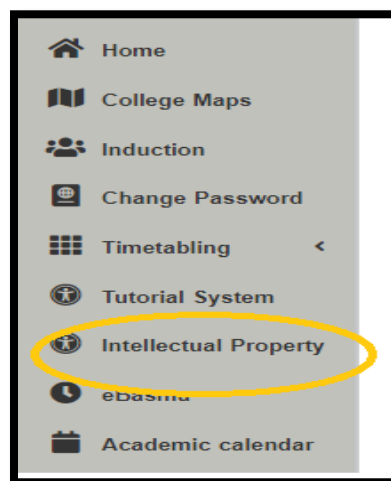 Home
College Maps
Induction
Change Password
Timetabling
Tutorial System
Intellectual Property
eBasma
Academic calendar